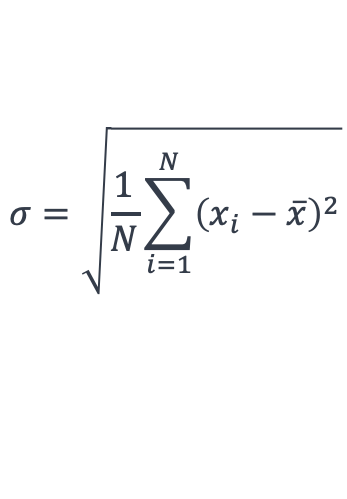 σ = √(1/N ∑_{i=1}^{N} (x_i − x̄)²)